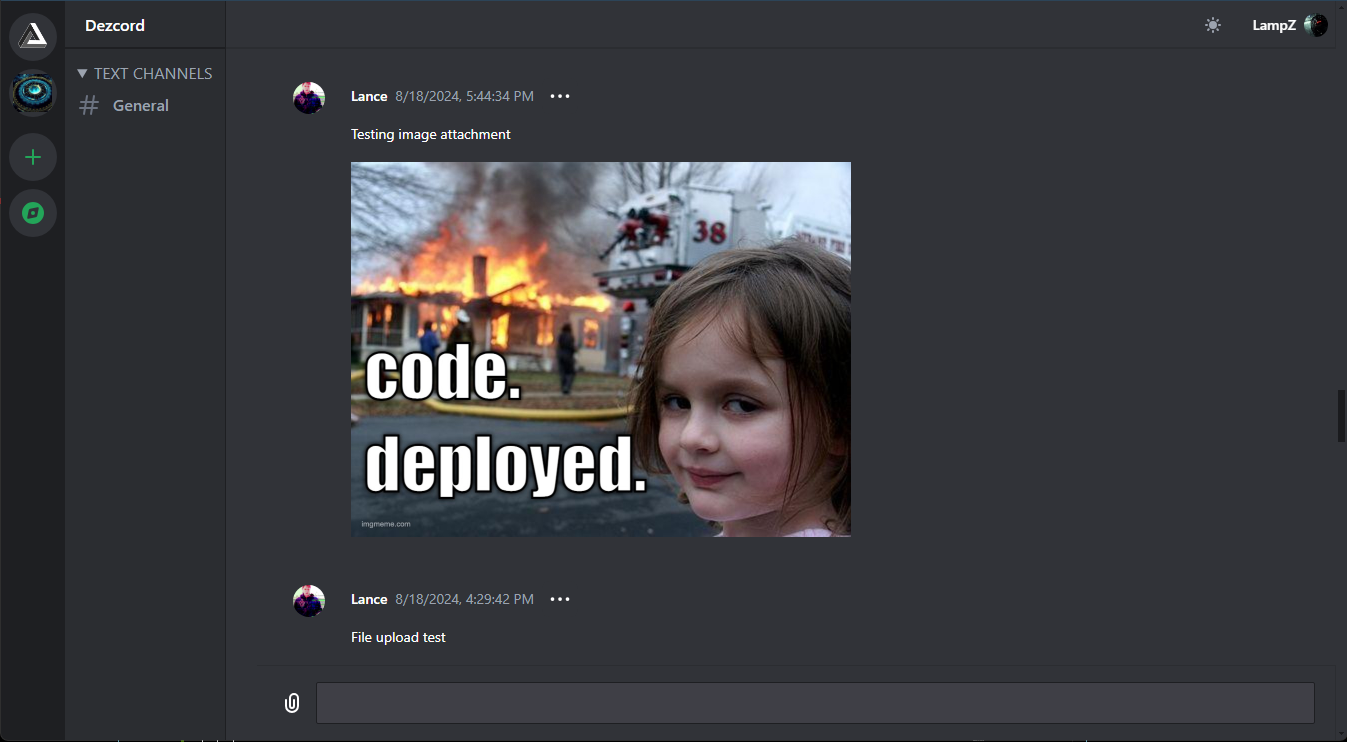 Dezcord
LampZ
TEXT CHANNELS
# General
Lance 8/18/2024, 5:44:34 PM
Testing image attachment
38
code.
deployed.
imgmeme.com
Lance 8/18/2024, 4:29:42 PM
File upload test